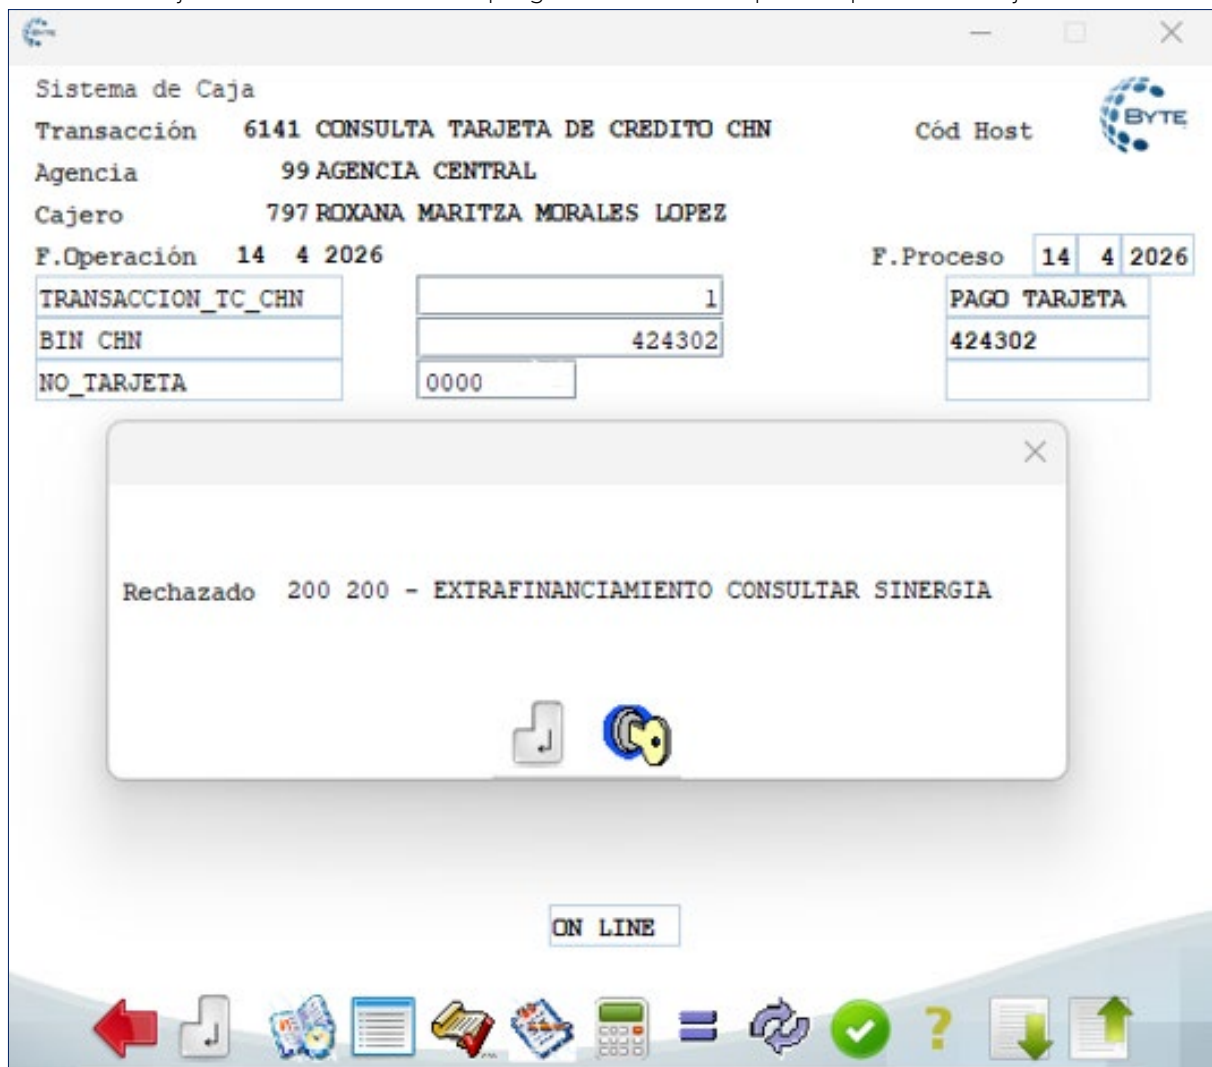 Sistema de Caja
Transacción 6141 CONSULTA TARJETA DE CREDITO CHN Cód Host
BYTE
Agencia 99 AGENCIA CENTRAL
Cajero 797 ROXANA MARITZA MORALES LOPEZ
F.Operación 14 4 2026 F.Proceso 14 4 2026
TRANSACCION_TC_CHN 1 PAGO TARJETA
BIN CHN 424302 424302
NO_TARJETA 0000
Rechazado 200 200 - EXTRAFINANCIAMIENTO CONSULTAR SINERGIA
ON LINE
?